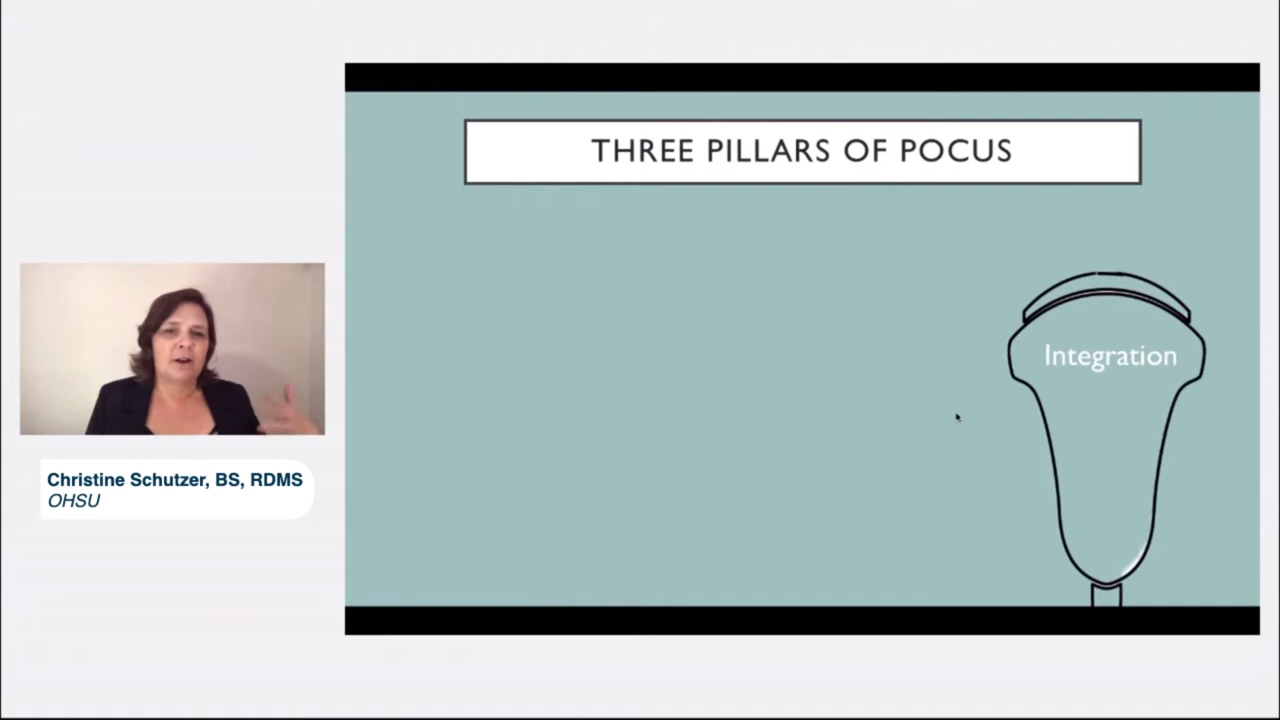 THREE PILLARS OF POCUS
Integration
Christine Schutzer, BS, RDMS
OHSU